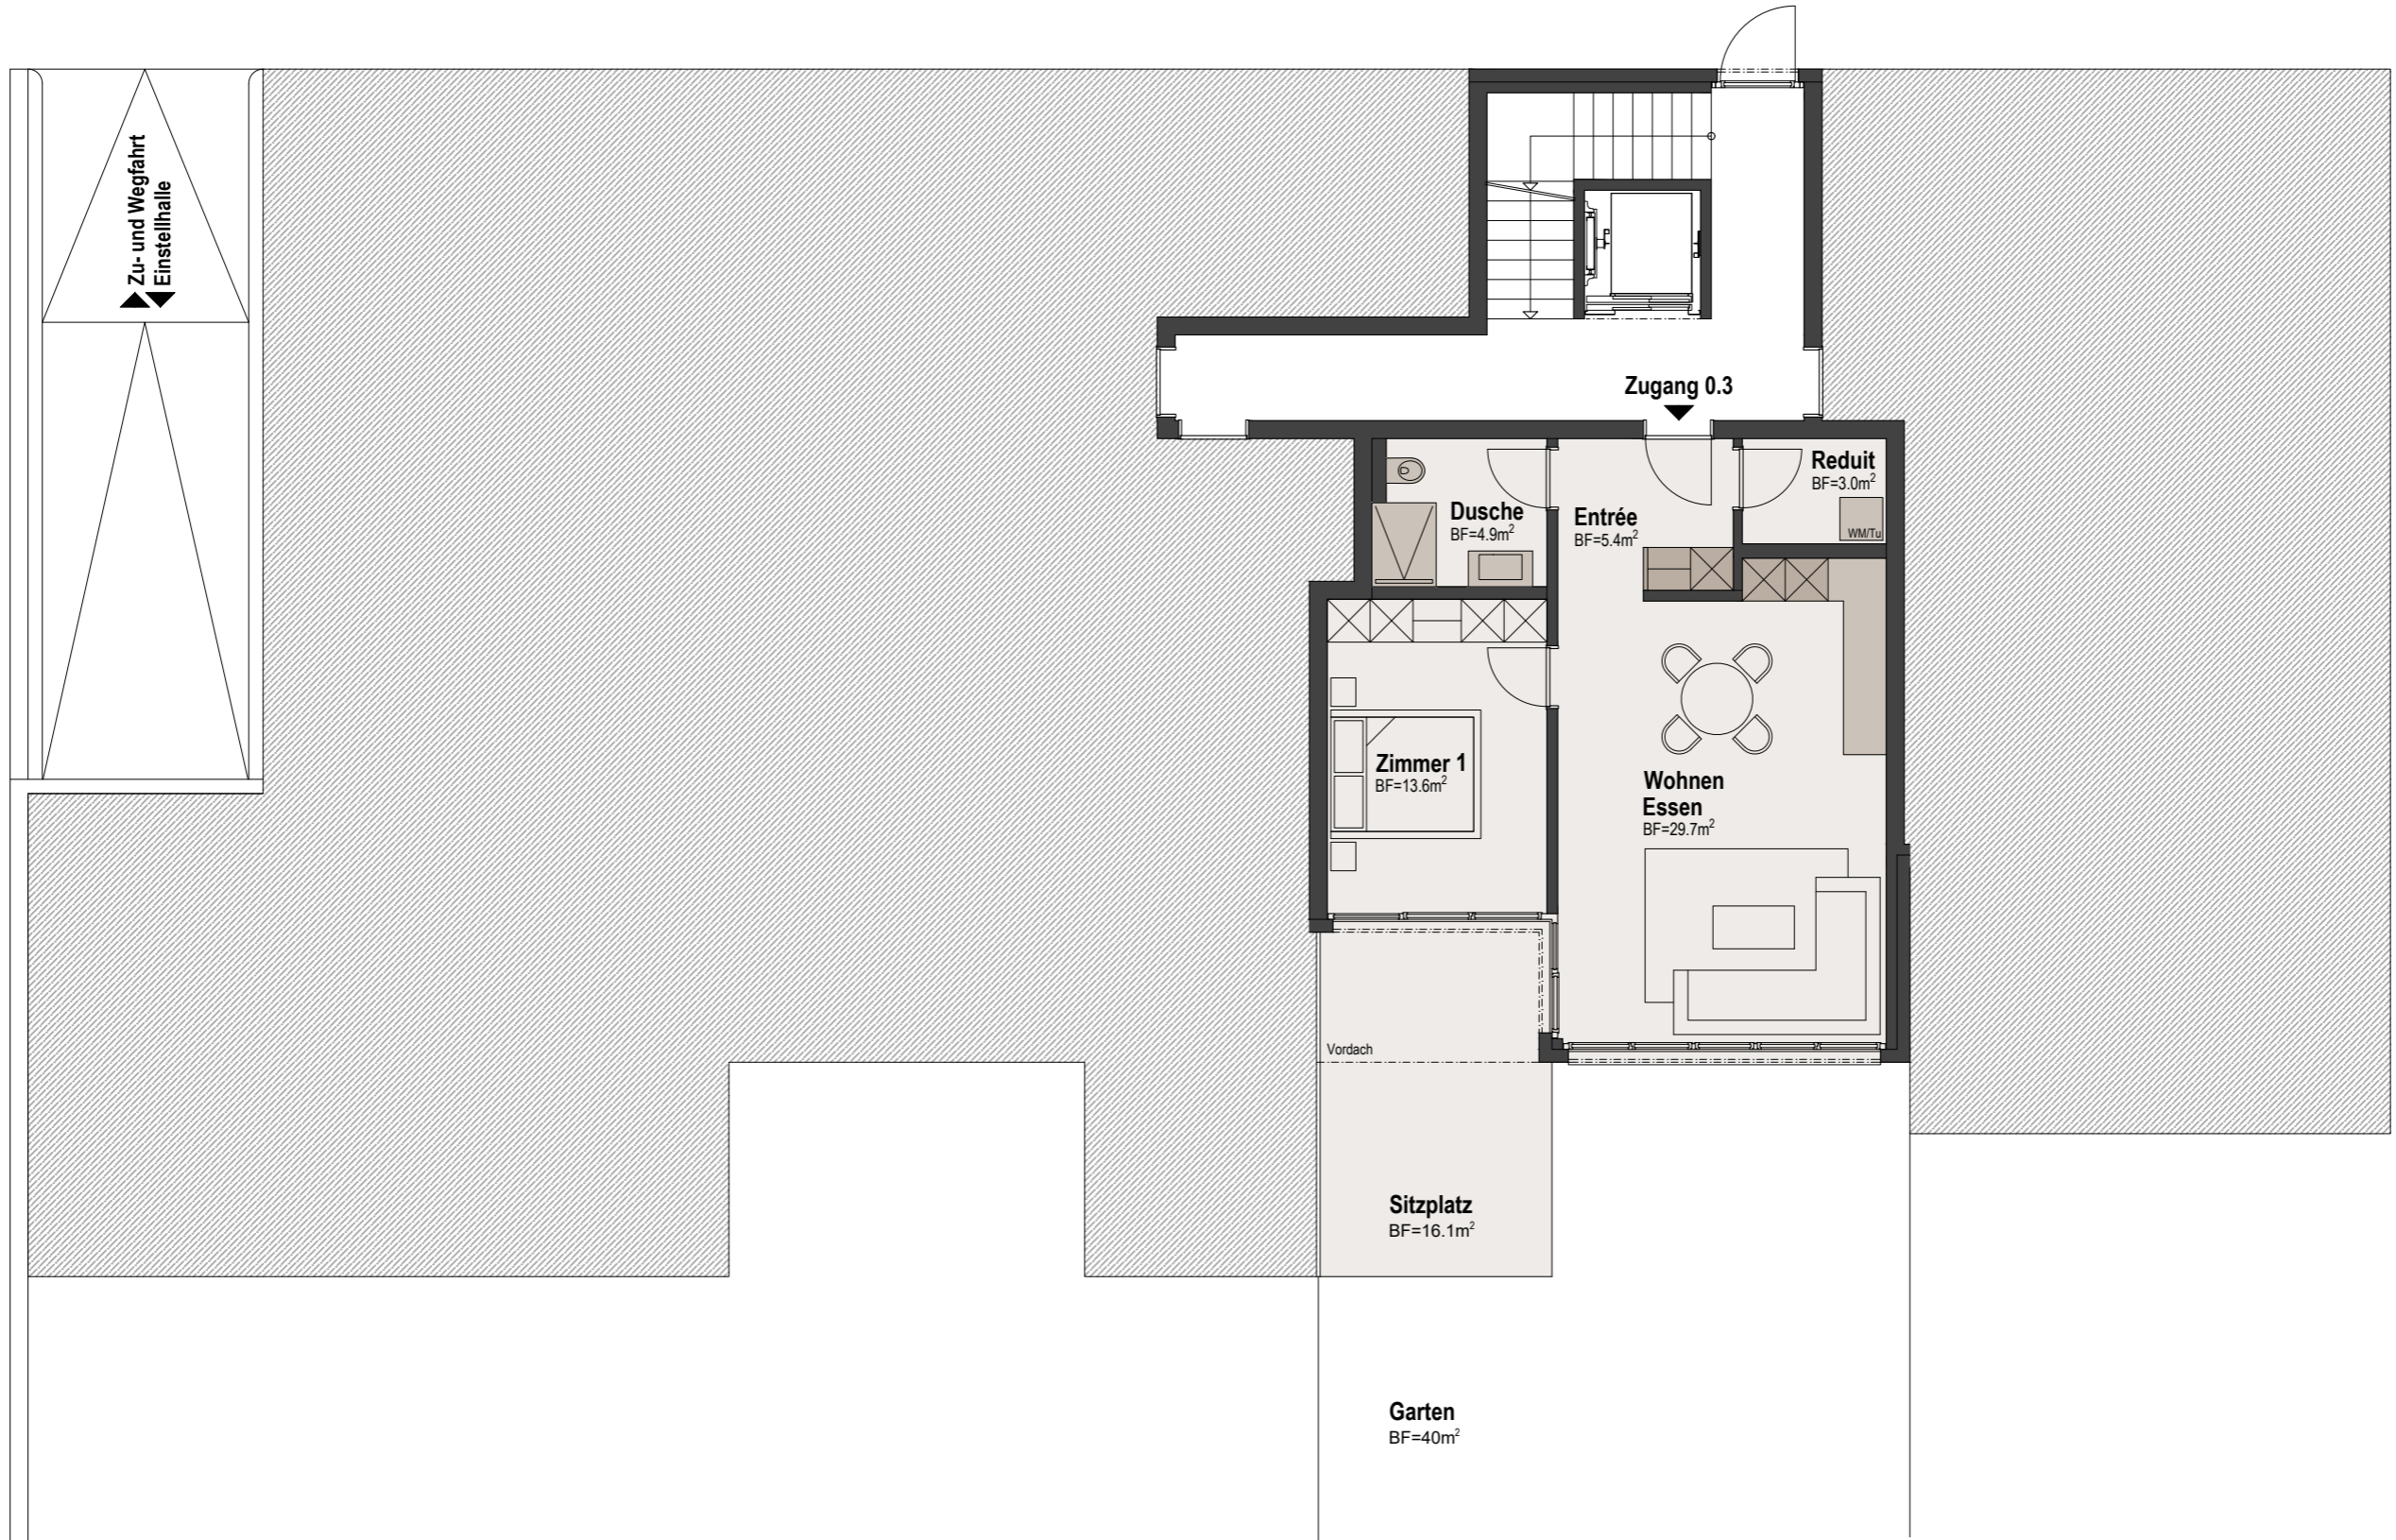 Zu- und Wegfahrt
Einstellhalle
Zugang 0.3
Reduit
BF=3.0m²
WM/Tu
Dusche
BF=4.9m²
Entrée
BF=5.4m²
Zimmer 1
BF=13.6m²
Wohnen
Essen
BF=29.7m²
Vordach
Sitzplatz
BF=16.1m²
Garten
BF=40m²